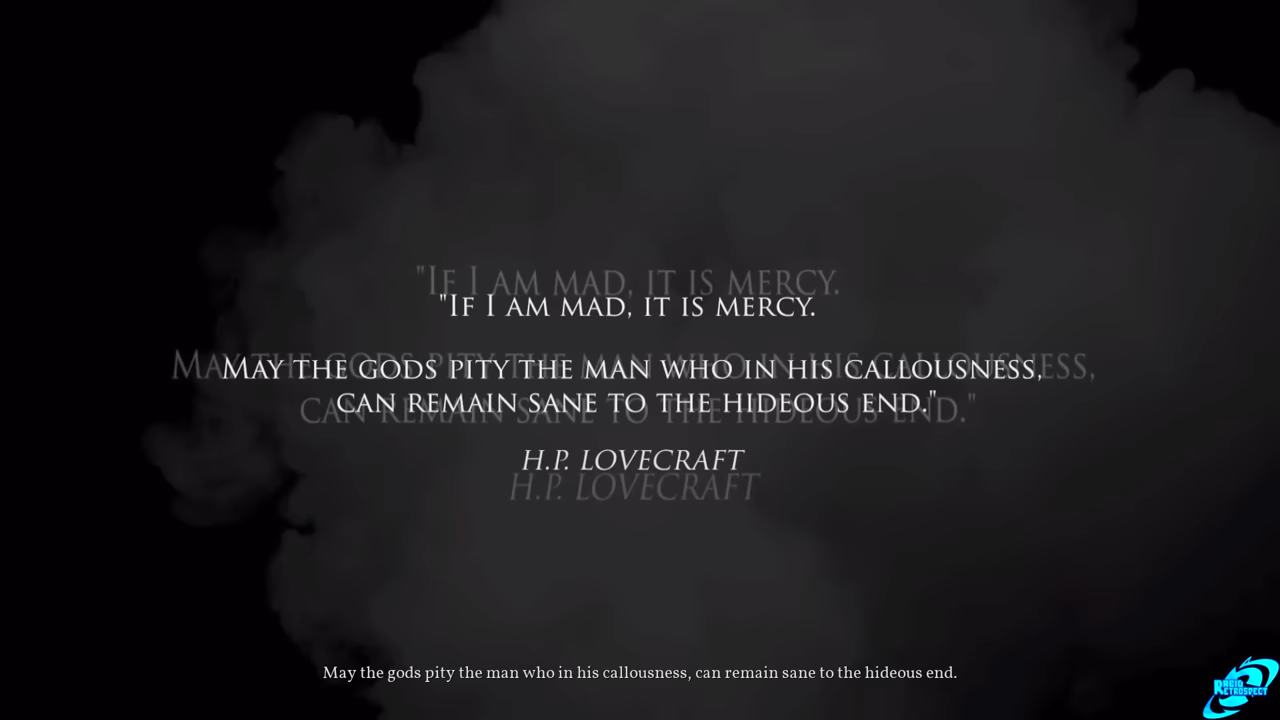 "If I am mad, it is mercy.
May the gods pity the man who in his callousness,
can remain sane to the hideous end."
H.P. Lovecraft
May the gods pity the man who in his callousness, can remain sane to the hideous end.
Radio
Retrospect